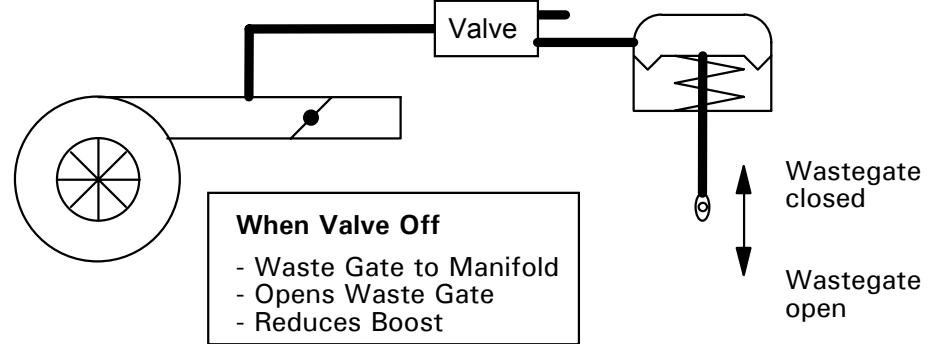 Valve
Wastegate
closed
When Valve Off
- Waste Gate to Manifold
- Opens Waste Gate
- Reduces Boost
Wastegate
open